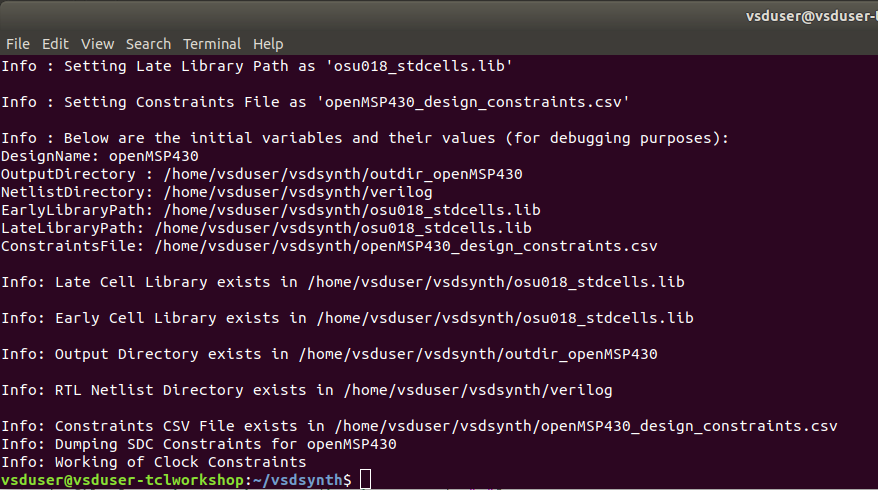 vsduser@vsduser-
File Edit View Search Terminal Help
Info : Setting Late Library Path as 'osu018_stdcells.lib'
Info : Setting Constraints File as 'openMSP430_design_constraints.csv'
Info : Below are the initial variables and their values (for debugging purposes):
DesignName: openMSP430
OutputDirectory : /home/vsduser/vsdsynth/outdir_openMSP430
NetlistDirectory: /home/vsduser/vsdsynth/verilog
EarlyLibraryPath: /home/vsduser/vsdsynth/osu018_stdcells.lib
LateLibraryPath: /home/vsduser/vsdsynth/osu018_stdcells.lib
ConstraintsFile: /home/vsduser/vsdsynth/openMSP430_design_constraints.csv
Info: Late Cell Library exists in /home/vsduser/vsdsynth/osu018_stdcells.lib
Info: Early Cell Library exists in /home/vsduser/vsdsynth/osu018_stdcells.lib
Info: Output Directory exists in /home/vsduser/vsdsynth/outdir_openMSP430
Info: RTL Netlist Directory exists in /home/vsduser/vsdsynth/verilog
Info: Constraints CSV File exists in /home/vsduser/vsdsynth/openMSP430_design_constraints.csv
Info: Dumping SDC Constraints for openMSP430
Info: Working of Clock Constraints
vsduser@vsduser-tclworkshop:~/vsdsynth$